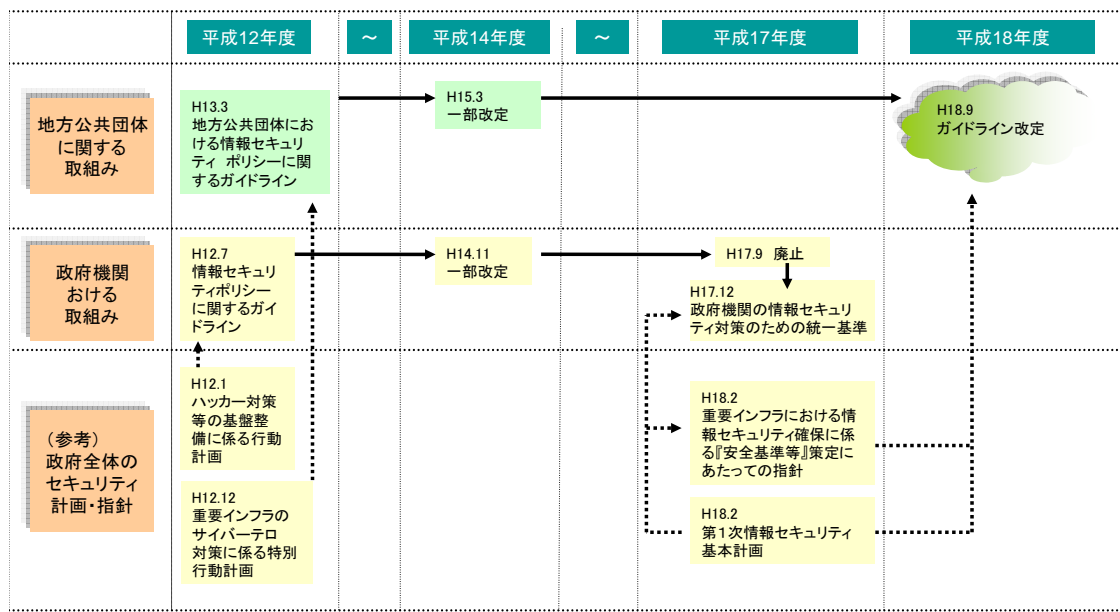 平成12年度
～
平成14年度
～
平成17年度
平成18年度
地方公共団体
に関する
取組み
H13.3
地方公共団体にお
ける情報セキュリ
ティ ポリシーに関
するガイドライン
H15.3
一部改定
H18.9
ガイドライン改定
政府機関
おける
取組み
H12.7
情報セキュリ
ティポリシー
に関するガイ
ドライン
H14.11
一部改定
H17.9 廃止
H17.12
政府機関の情報セキュリ
ティ対策のための統一基準
（参考）
政府全体の
セキュリティ
計画・指針
H12.1
ハッカー対策
等の基盤整
備に係る行動
計画
H12.12
重要インフラの
サイバーテロ
対策に係る特別
行動計画
H18.2
重要インフラにおける情
報セキュリティ確保に係
る『安全基準等』策定に
あたっての指針
H18.2
第１次情報セキュリティ
基本計画